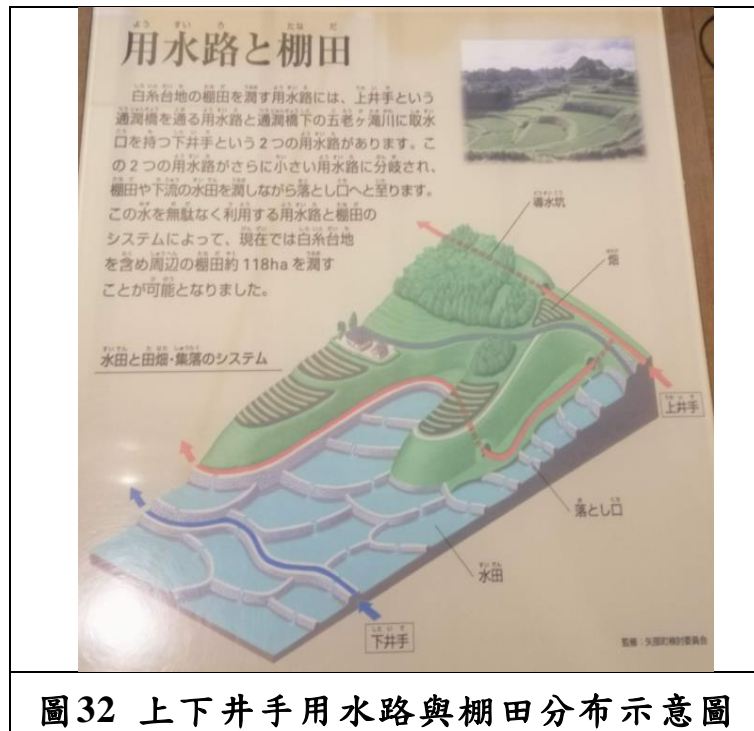 用水路と棚田
白糸台地の棚田を潤す用水路には、上井手という
通潤橋を通る用水路と通潤橋下の五老ヶ滝川に取水
口を持つ下井手という2つの用水路があります。こ
の2つの用水路がさらに小さい用水路に分岐され、
棚田や下流の水田を潤しながら落とし口へと至ります。
この水を無駄なく利用する用水路と棚田の
システムによって、現在では白糸台地
を含め周辺の棚田約118haを潤す
ことが可能となりました。
導水坑
畑
水田と田畑・集落のシステム
上井手
落とし口
水田
下井手
監修：矢部町検討委員会
圖32 上下井手用水路與棚田分布示意圖